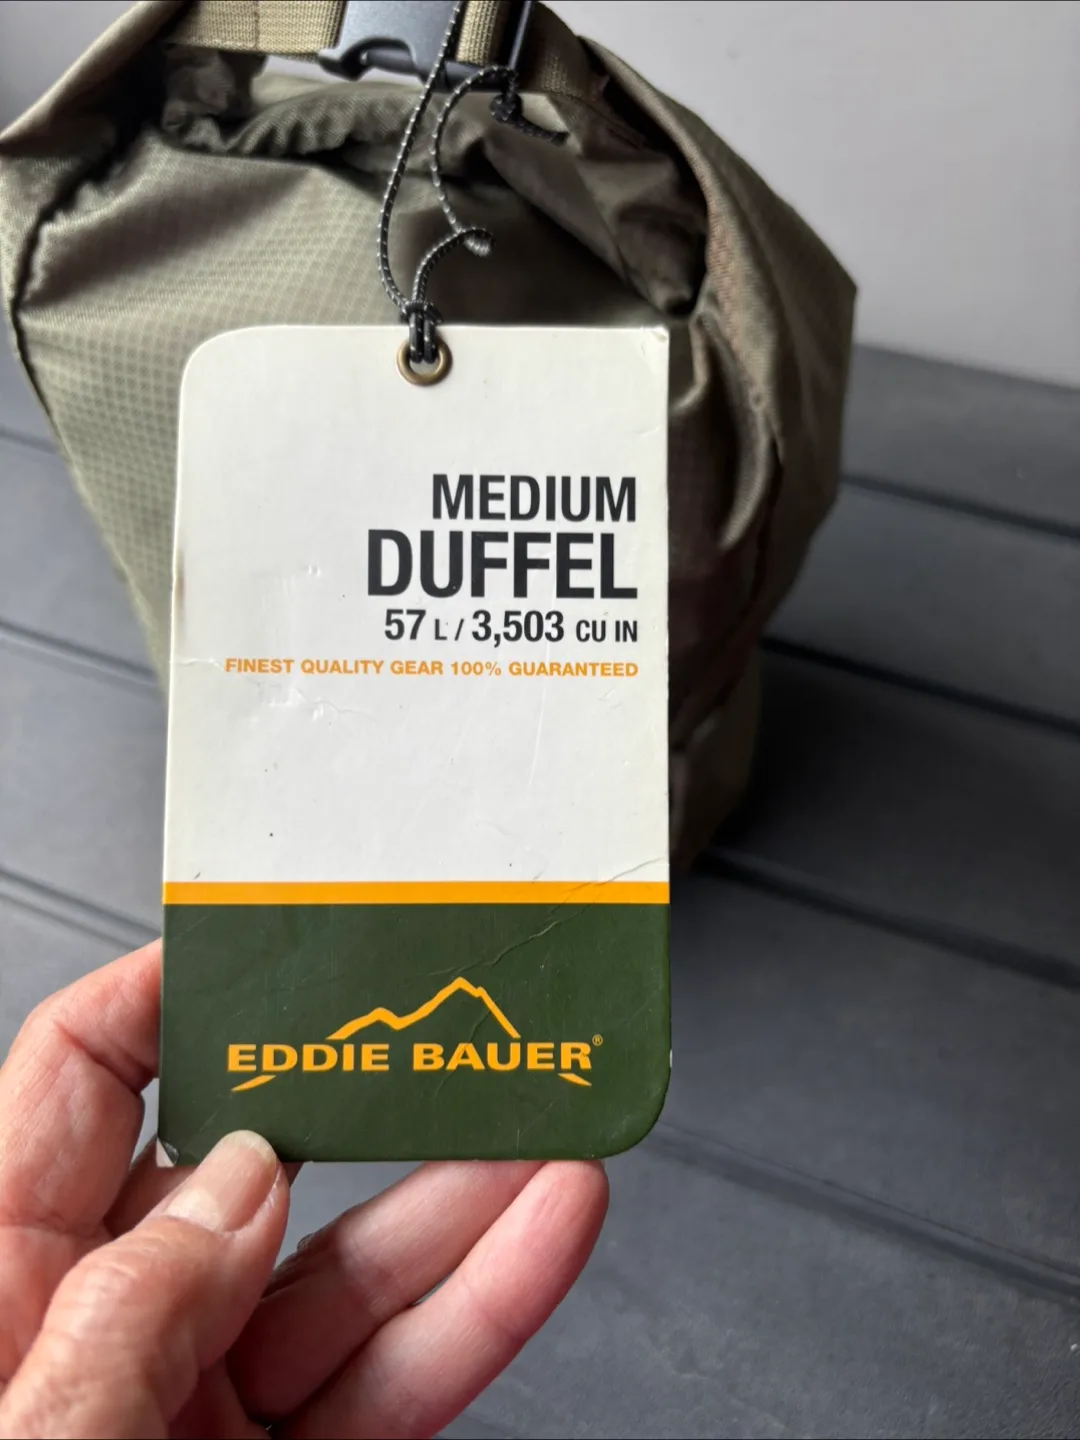 MEDIUM
DUFFEL
57 L / 3,503 CU IN
FINEST QUALITY GEAR 100% GUARANTEED
EDDIE BAUER®